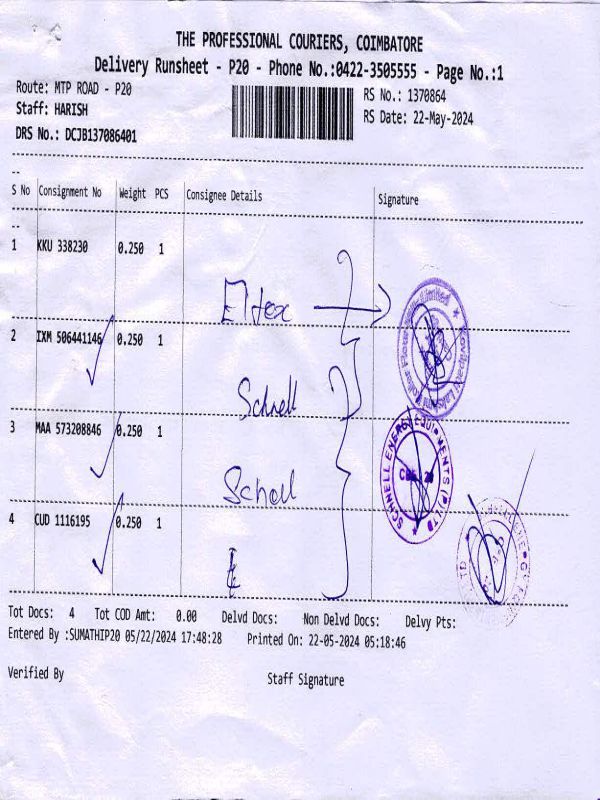 THE PROFESSIONAL COURIERS, COIMBATORE
Delivery Runsheet - P20 - Phone No.:0422-3505555 - Page No.:1
Route: MTP ROAD - P20
RS No.: 1370864
Staff: HARISH
RS Date: 22-May-2024
DRS No.: DCJB137086401
S No Consignment No Weight PCS Consignee Details Signature
1 KKU 338230 0.250 1
2 IXM 506441146 0.250 1
Schnell
3 MAA 573208846 0.250 1
SCHNELL ENERGY EQUIPMENTS (P) LTD
4 CUD 1116195 0.250 1
Tot Docs: 4 Tot COD Amt: 0.00 Delvd Docs: Non Delvd Docs: Delvy Pts:
Entered By :SUMATHIP20 05/22/2024 17:48:28 Printed On: 22-05-2024 05:18:46
Verified By Staff Signature